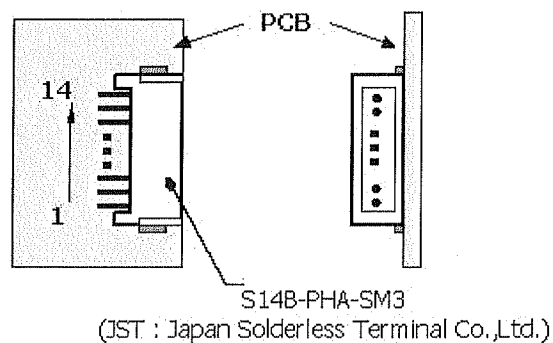 PCB
14
1
S14B-PHA-SM3
(JST : Japan Solderless Terminal Co.,Ltd.)